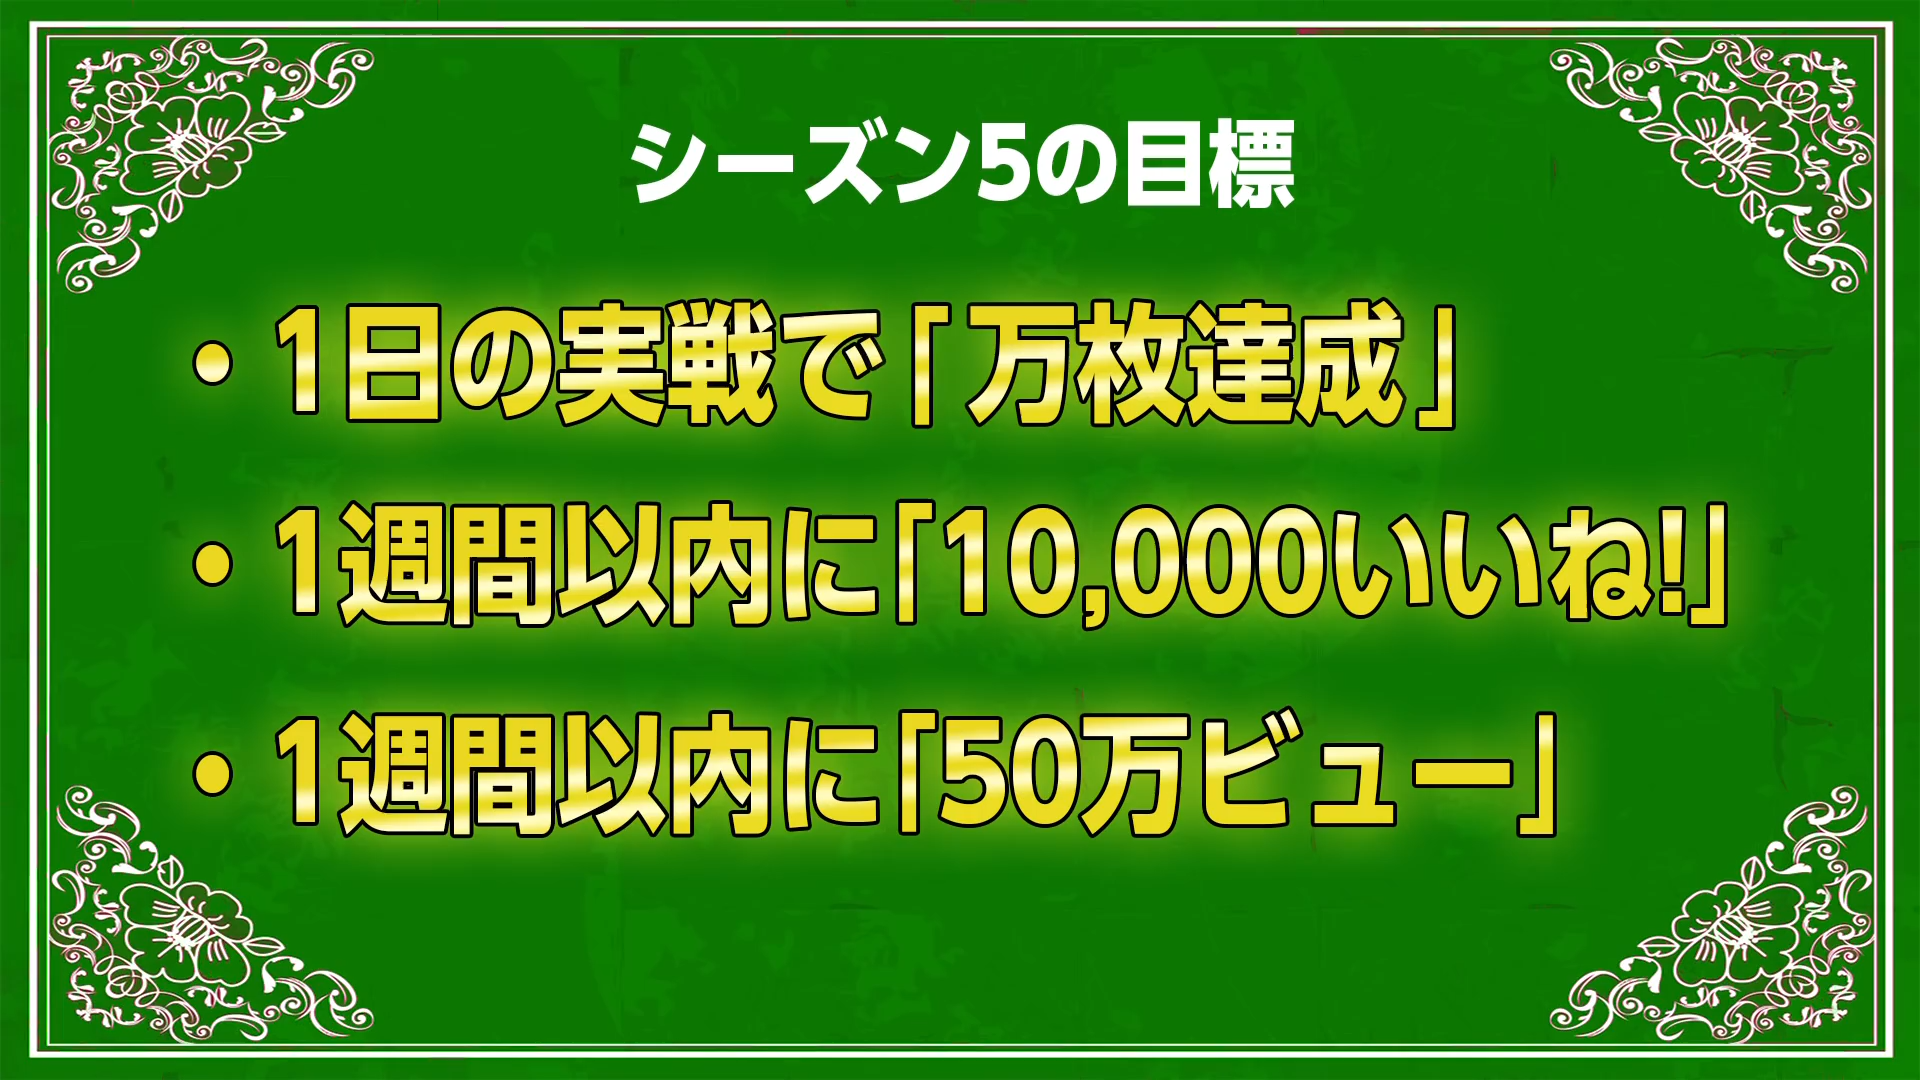 シーズン5の目標
・1日の実戦で「万枚達成」
・1週間以内に「10,000いいね!」
・1週間以内に「50万ビュー」